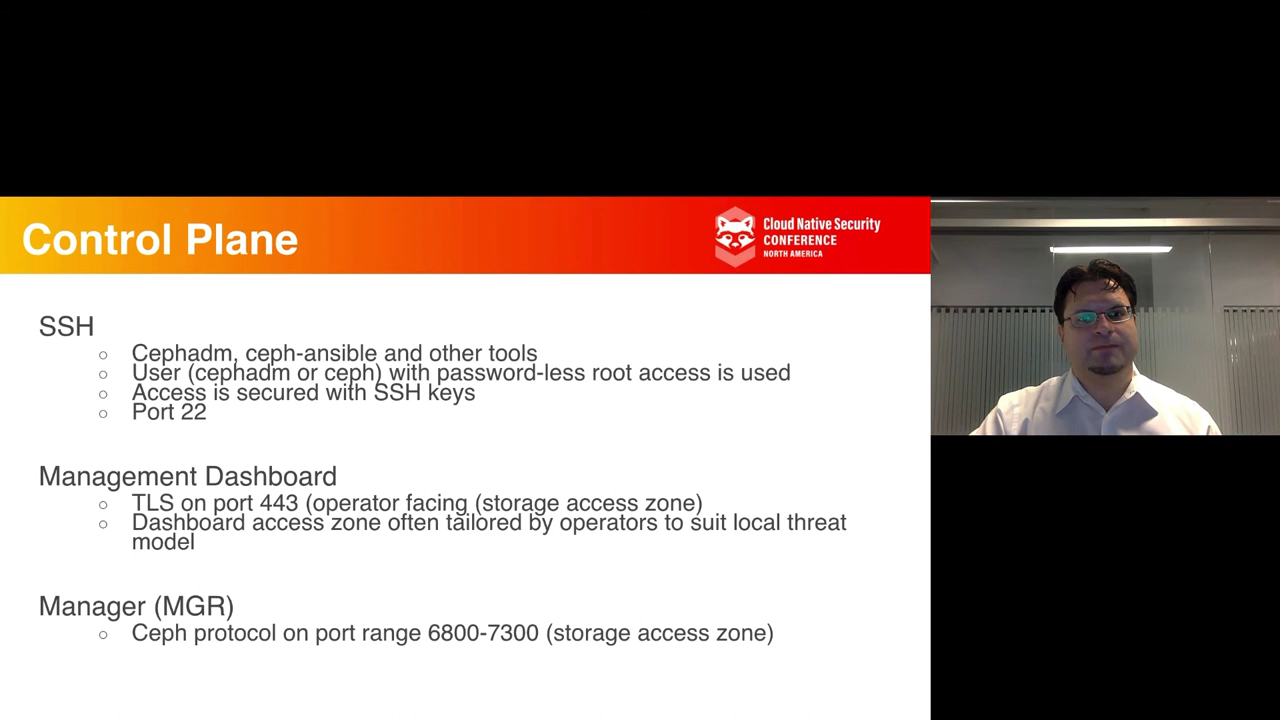 Control Plane
Cloud Native Security
CONFERENCE
NORTH AMERICA
SSH
○ Cephadm, ceph-ansible and other tools
○ User (cephadm or ceph) with password-less root access is used
○ Access is secured with SSH keys
○ Port 22
Management Dashboard
○ TLS on port 443 (operator facing (storage access zone)
○ Dashboard access zone often tailored by operators to suit local threat
model
Manager (MGR)
○ Ceph protocol on port range 6800-7300 (storage access zone)